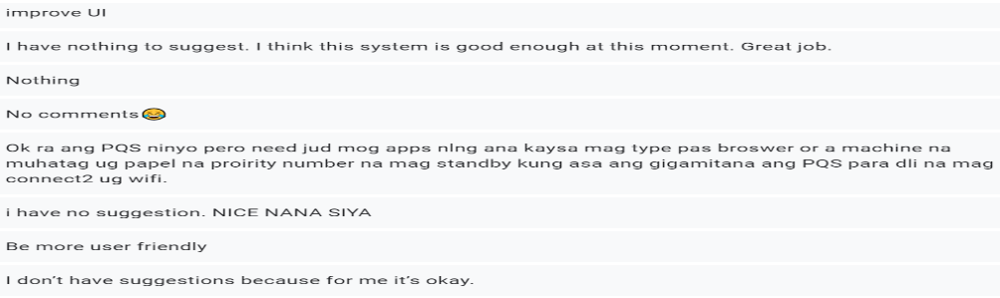 improve UI
I have nothing to suggest. I think this system is good enough at this moment. Great job.
Nothing
No comments😂
Ok ra ang PQS ninyo pero need jud mog apps nlng ana kaysa mag type pas broswer or a machine na
muhatag ug papel na proirity number na mag standby kung asa ang gigamitana ang PQS para dli na mag
connect2 ug wifi.
i have no suggestion. NICE NANA SIYA
Be more user friendly
I don't have suggestions because for me it's okay.